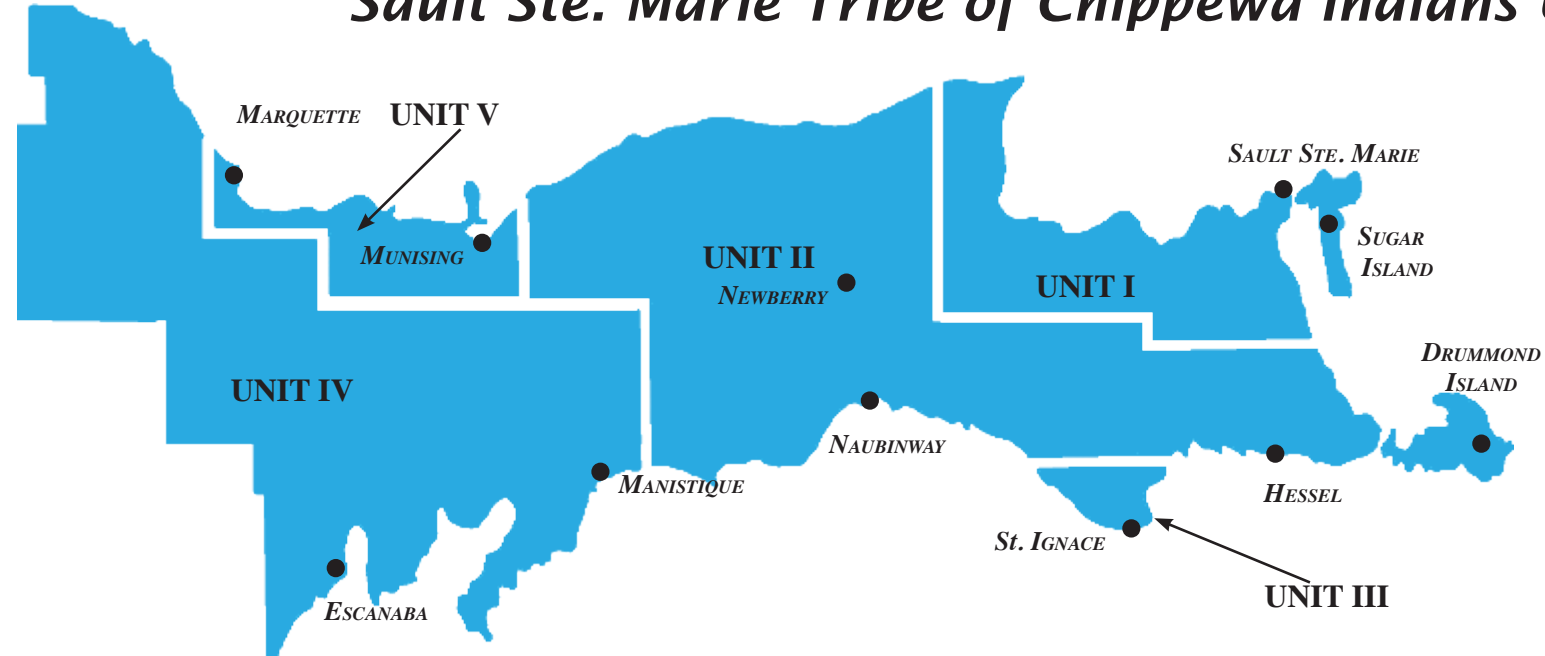 Sault Ste. Marie Tribe of Chippewa Indians
MARQUETTE
UNIT V
SAULT STE. MARIE
SUGAR
ISLAND
MUNISING
UNIT II
NEWBERRY
UNIT I
DRUMMOND
ISLAND
UNIT IV
NAUBINWAY
MANISTIQUE
HESSEL
St. IGNACE
UNIT III
ESCANABA